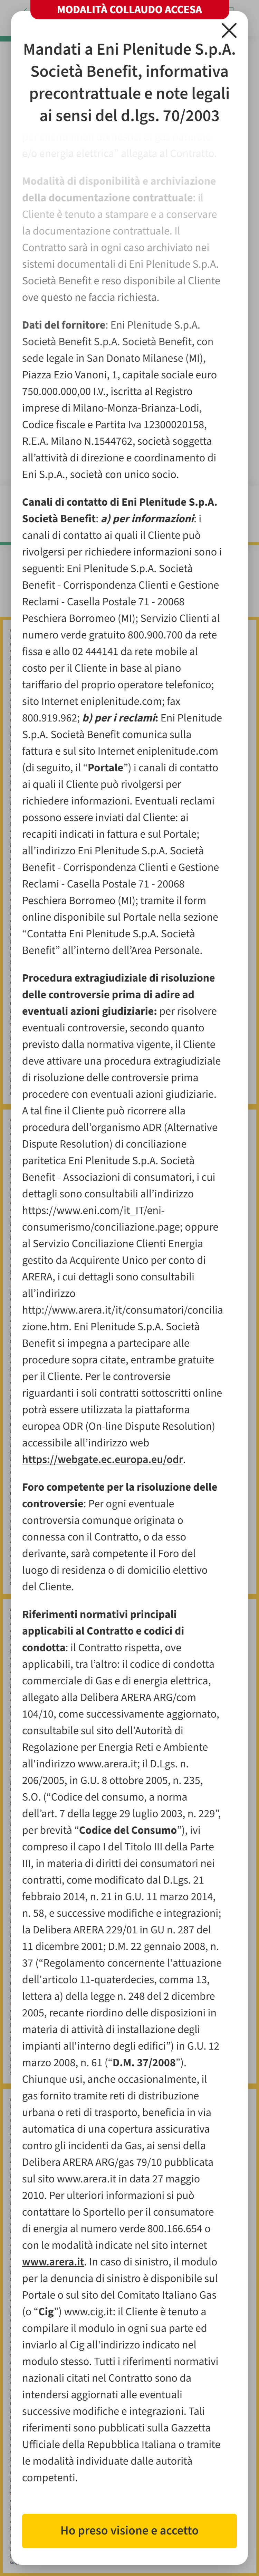 MODALITÀ COLLAUDO ACCESA
Mandati a Eni Plenitude S.p.A.
Società Benefit, informativa
precontrattuale e note legali
ai sensi del d.lgs. 70/2003
e/o energia elettrica” allegata al Contratto.
Modalità di disponibilità e archiviazione
della documentazione contrattuale: il
Cliente è tenuto a stampare e a conservare
la documentazione contrattuale. Il
Contratto sarà in ogni caso archiviato nei
sistemi documentali di Eni Plenitude S.p.A.
Società Benefit e reso disponibile al Cliente
ove questo ne faccia richiesta.
Dati del fornitore: Eni Plenitude S.p.A.
Società Benefit S.p.A. Società Benefit, con
sede legale in San Donato Milanese (MI),
Piazza Ezio Vanoni, 1, capitale sociale euro
750.000.000,00 I.V., iscritta al Registro
imprese di Milano-Monza-Brianza-Lodi,
Codice fiscale e Partita Iva 12300020158,
R.E.A. Milano N.1544762, società soggetta
all’attività di direzione e coordinamento di
Eni S.p.A., società con unico socio.
Canali di contatto di Eni Plenitude S.p.A.
Società Benefit: a) per informazioni: i
canali di contatto ai quali il Cliente può
rivolgersi per richiedere informazioni sono i
seguenti: Eni Plenitude S.p.A. Società
Benefit - Corrispondenza Clienti e Gestione
Reclami - Casella Postale 71 - 20068
Peschiera Borromeo (MI); Servizio Clienti al
numero verde gratuito 800.900.700 da rete
fissa e allo 02 444141 da rete mobile al
costo per il Cliente in base al piano
tariffario del proprio operatore telefonico;
sito Internet eniplenitude.com; fax
800.919.962; b) per i reclami: Eni Plenitude
S.p.A. Società Benefit comunica sulla
fattura e sul sito Internet eniplenitude.com
(di seguito, il “Portale”) i canali di contatto
ai quali il Cliente può rivolgersi per
richiedere informazioni. Eventuali reclami
possono essere inviati dal Cliente: ai
recapiti indicati in fattura e sul Portale;
all’indirizzo Eni Plenitude S.p.A. Società
Benefit - Corrispondenza Clienti e Gestione
Reclami - Casella Postale 71 - 20068
Peschiera Borromeo (MI); tramite il form
online disponibile sul Portale nella sezione
“Contatta Eni Plenitude S.p.A. Società
Benefit” all’interno dell’Area Personale.
Procedura extragiudiziale di risoluzione
delle controversie prima di adire ad
eventuali azioni giudiziarie: per risolvere
eventuali controversie, secondo quanto
previsto dalla normativa vigente, il Cliente
deve attivare una procedura extragiudiziale
di risoluzione delle controversie prima
procedere con eventuali azioni giudiziarie.
A tal fine il Cliente può ricorrere alla
procedura dell’organismo ADR (Alternative
Dispute Resolution) di conciliazione
paritetica Eni Plenitude S.p.A. Società
Benefit - Associazioni di consumatori, i cui
dettagli sono consultabili all’indirizzo
https://www.eni.com/it_IT/eni-
consumerismo/conciliazione.page; oppure
al Servizio Conciliazione Clienti Energia
gestito da Acquirente Unico per conto di
ARERA, i cui dettagli sono consultabili
all’indirizzo
http://www.arera.it/it/consumatori/concilia
zione.htm. Eni Plenitude S.p.A. Società
Benefit si impegna a partecipare alle
procedure sopra citate, entrambe gratuite
per il Cliente. Per le controversie
riguardanti i soli contratti sottoscritti online
potrà essere utilizzata la piattaforma
europea ODR (On-line Dispute Resolution)
accessibile all’indirizzo web
https://webgate.ec.europa.eu/odr.
Foro competente per la risoluzione delle
controversie: Per ogni eventuale
controversia comunque originata o
connessa con il Contratto, o da esso
derivante, sarà competente il Foro del
luogo di residenza o di domicilio elettivo
del Cliente.
Riferimenti normativi principali
applicabili al Contratto e codici di
condotta: il Contratto rispetta, ove
applicabili, tra l’altro: il codice di condotta
commerciale di Gas e di energia elettrica,
allegato alla Delibera ARERA ARG/com
104/10, come successivamente aggiornato,
consultabile sul sito dell'Autorità di
Regolazione per Energia Reti e Ambiente
all'indirizzo www.arera.it; il D.Lgs. n.
206/2005, in G.U. 8 ottobre 2005, n. 235,
S.O. (“Codice del consumo, a norma
dell’art. 7 della legge 29 luglio 2003, n. 229”,
per brevità “Codice del Consumo”), ivi
compreso il capo I del Titolo III della Parte
III, in materia di diritti dei consumatori nei
contratti, come modificato dal D.Lgs. 21
febbraio 2014, n. 21 in G.U. 11 marzo 2014,
n. 58, e successive modifiche e integrazioni;
la Delibera ARERA 229/01 in GU n. 287 del
11 dicembre 2001; D.M. 22 gennaio 2008, n.
37 (“Regolamento concernente l'attuazione
dell'articolo 11-quaterdecies, comma 13,
lettera a) della legge n. 248 del 2 dicembre
2005, recante riordino delle disposizioni in
materia di attività di installazione degli
impianti all'interno degli edifici”) in G.U. 12
marzo 2008, n. 61 (“D.M. 37/2008”).
Chiunque usi, anche occasionalmente, il
gas fornito tramite reti di distribuzione
urbana o reti di trasporto, beneficia in via
automatica di una copertura assicurativa
contro gli incidenti da Gas, ai sensi della
Delibera ARERA ARG/gas 79/10 pubblicata
sul sito www.arera.it in data 27 maggio
2010. Per ulteriori informazioni si può
contattare lo Sportello per il consumatore
di energia al numero verde 800.166.654 o
con le modalità indicate nel sito internet
www.arera.it. In caso di sinistro, il modulo
per la denuncia di sinistro è disponibile sul
Portale o sul sito del Comitato Italiano Gas
(o “Cig”) www.cig.it: il Cliente è tenuto a
compilare il modulo in ogni sua parte ed
inviarlo al Cig all'indirizzo indicato nel
modulo stesso. Tutti i riferimenti normativi
nazionali citati nel Contratto sono da
intendersi aggiornati alle eventuali
successive modifiche e integrazioni. Tali
riferimenti sono pubblicati sulla Gazzetta
Ufficiale della Repubblica Italiana o tramite
le modalità individuate dalle autorità
competenti.
Ho preso visione e accetto